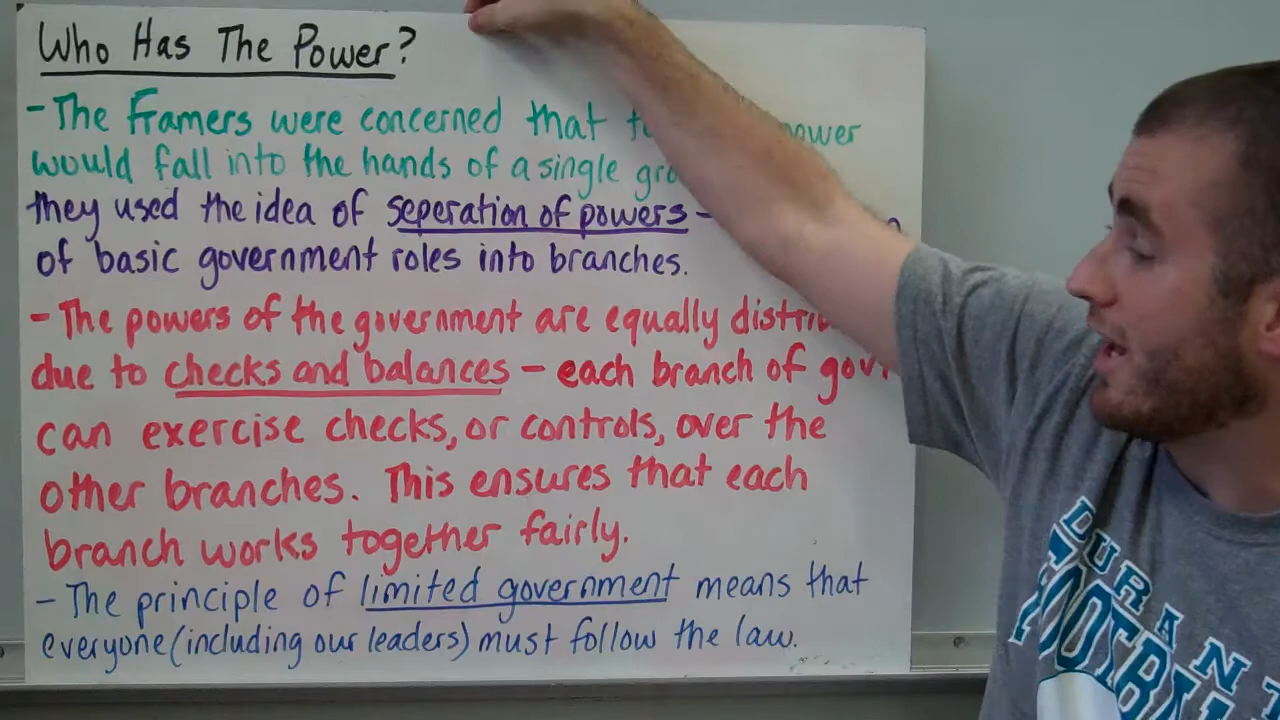 Who Has The Power?
- The Framers were concerned that power
would fall into the hands of a single
they used the idea of seperation of powers -
of basic government roles into branches.
- The powers of the government are equally
due to checks and balances - each branch of gov't
can exercise checks, or controls, over the
other branches. This ensures that each
branch works together fairly.
- The principle of limited government means that
everyone (including our leaders) must follow the law.
DURAN
FOOTBAL